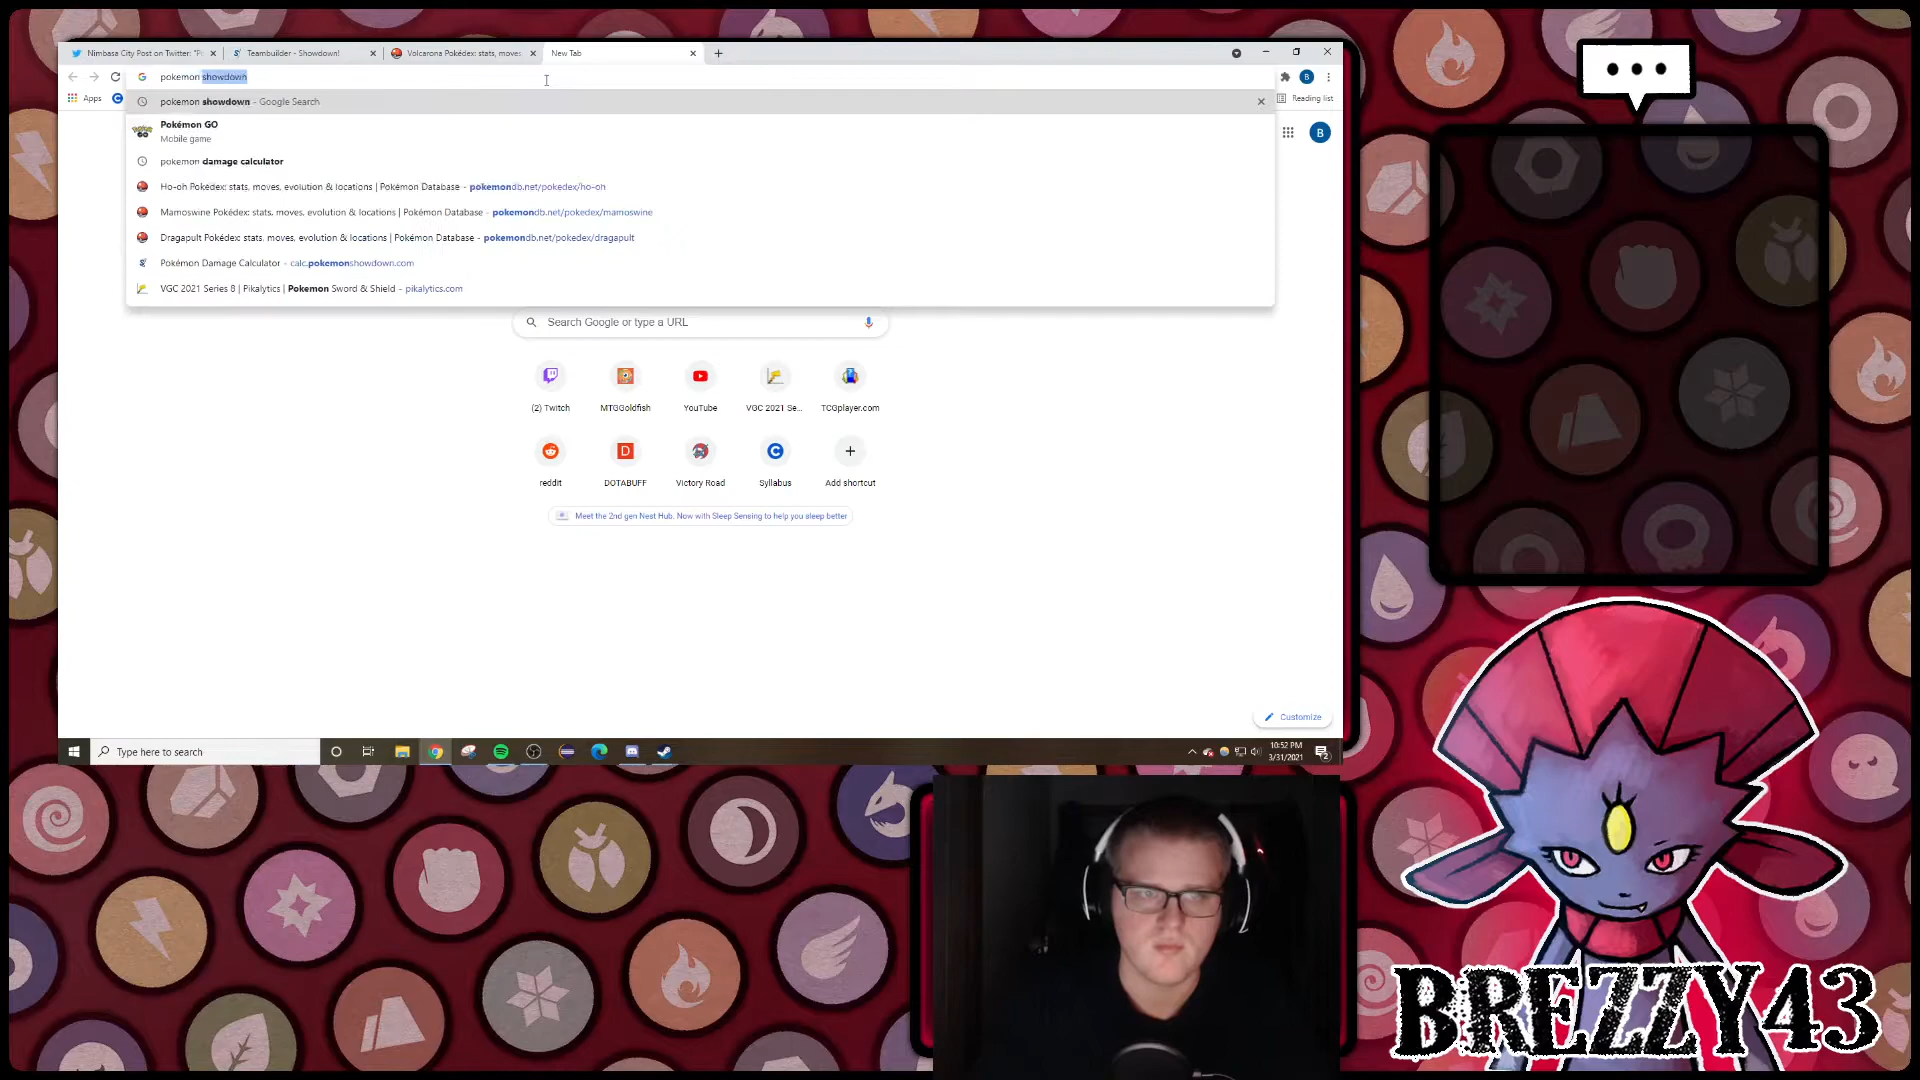 Nimbasa City Post on Twitter: "P
Teambuilder - Showdown!
Volcarona Pokédex: stats, moves
New Tab
pokemon showdown
B
Apps
Reading list
pokemon showdown - Google Search
Pokémon GO
Mobile game
B
pokemon damage calculator
Ho-oh Pokédex: stats, moves, evolution & locations | Pokémon Database - pokemondb.net/pokedex/ho-oh
Mamoswine Pokédex: stats, moves, evolution & locations | Pokémon Database - pokemondb.net/pokedex/mamoswine
Dragapult Pokédex: stats, moves, evolution & locations | Pokémon Database - pokemondb.net/pokedex/dragapult
Pokémon Damage Calculator - calc.pokemonshowdown.com
VGC 2021 Series 8 | Pikalytics | Pokemon Sword & Shield - pikalytics.com
Search Google or type a URL
(2) Twitch
MTGGoldfish
YouTube
VGC 2021 Se...
TCGplayer.com
reddit
DOTABUFF
Victory Road
Syllabus
Add shortcut
Meet the 2nd gen Nest Hub. Now with Sleep Sensing to help you sleep better
Customize
Type here to search
10:52 PM
3/31/2021
BREZZY43